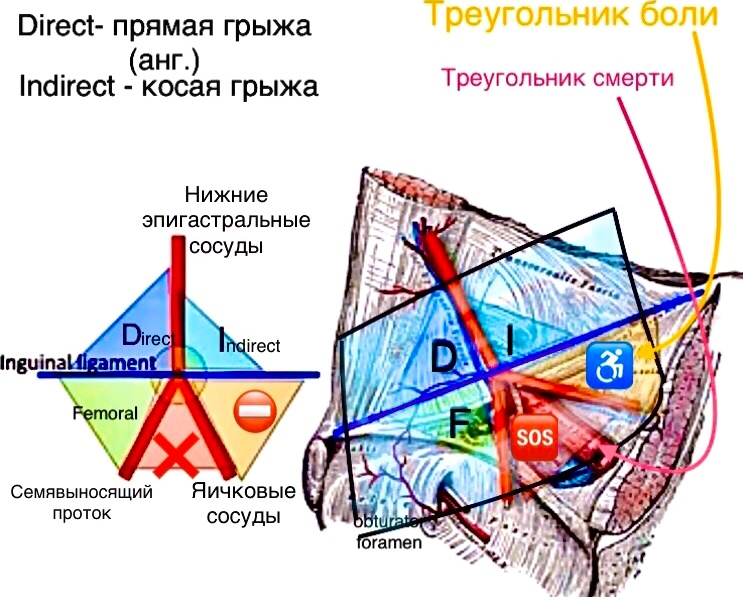 Direct- прямая грыжа
(анг.)
Indirect - косая грыжа
Треугольник боли
Треугольник смерти
Нижние
эпигастральные
сосуды
Direct
Indirect
Inguinal ligament
Femoral
Семявыносящий
проток
Яичковые
сосуды
D
I
F
SOS
obturator
foramen